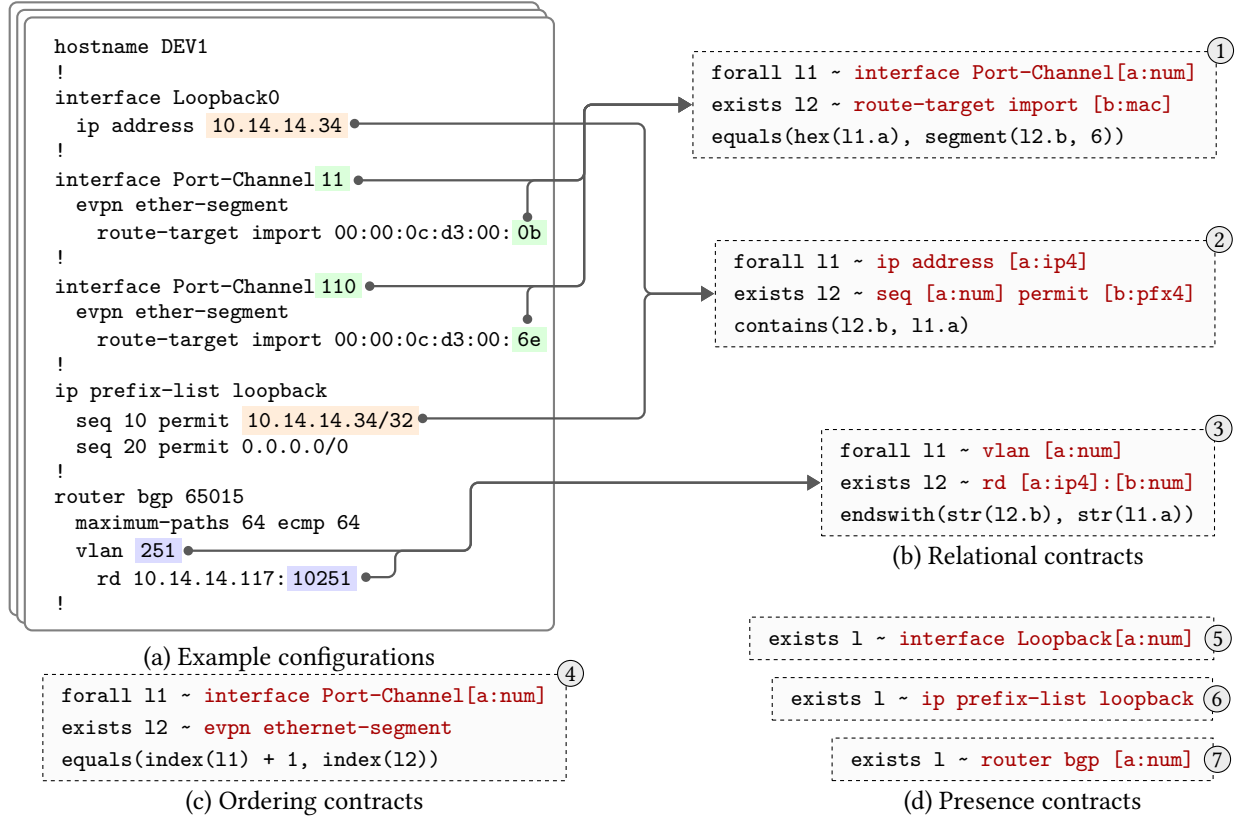 hostname DEV1
!
interface Loopback0
ip address 10.14.14.34
!
interface Port-Channel11
evpn ether-segment
route-target import 00:00:0c:d3:00:0b
!
interface Port-Channel110
evpn ether-segment
route-target import 00:00:0c:d3:00:6e
!
ip prefix-list loopback
seq 10 permit 10.14.14.34/32
seq 20 permit 0.0.0.0/0
!
router bgp 65015
maximum-paths 64 ecmp 64
vlan 251
rd 10.14.14.117:10251
!
(a) Example configurations
1
forall l1 ~ interface Port-Channel[a:num]
exists l2 ~ route-target import [b:mac]
equals(hex(l1.a), segment(l2.b, 6))
2
forall l1 ~ ip address [a:ip4]
exists l2 ~ seq [a:num] permit [b:pfx4]
contains(l2.b, l1.a)
3
forall l1 ~ vlan [a:num]
exists l2 ~ rd [a:ip4]:[b:num]
endswith(str(l2.b), str(l1.a))
(b) Relational contracts
4
forall l1 ~ interface Port-Channel[a:num]
exists l2 ~ evpn ethernet-segment
equals(index(l1) + 1, index(l2))
(c) Ordering contracts
exists l ~ interface Loopback[a:num] 5
exists l ~ ip prefix-list loopback 6
exists l ~ router bgp [a:num] 7
(d) Presence contracts